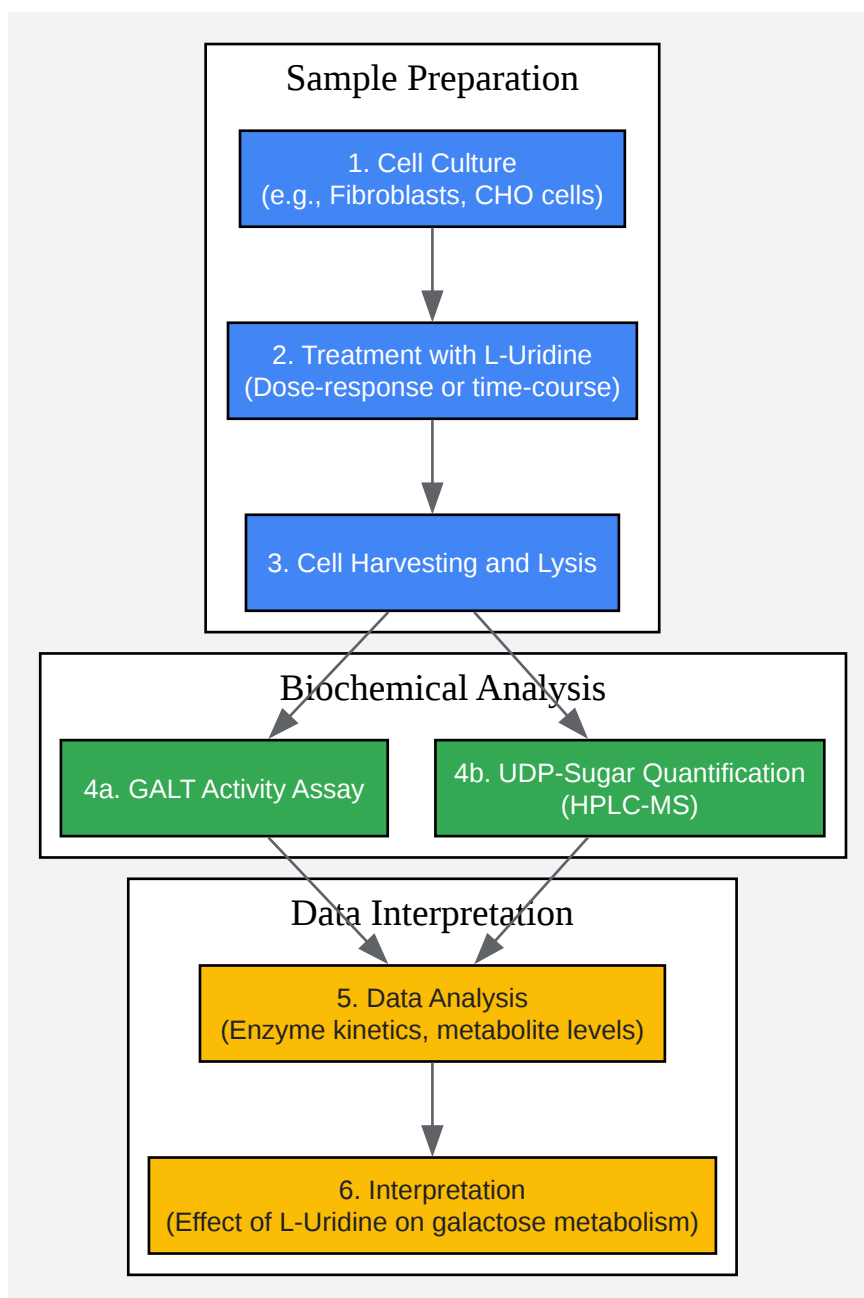 Sample Preparation
1. Cell Culture
(e.g., Fibroblasts, CHO cells)
2. Treatment with L-Uridine
(Dose-response or time-course)
3. Cell Harvesting and Lysis
Biochemical Analysis
4a. GALT Activity Assay
4b. UDP-Sugar Quantification
(HPLC-MS)
Data Interpretation
5. Data Analysis
(Enzyme kinetics, metabolite levels)
6. Interpretation
(Effect of L-Uridine on galactose metabolism)